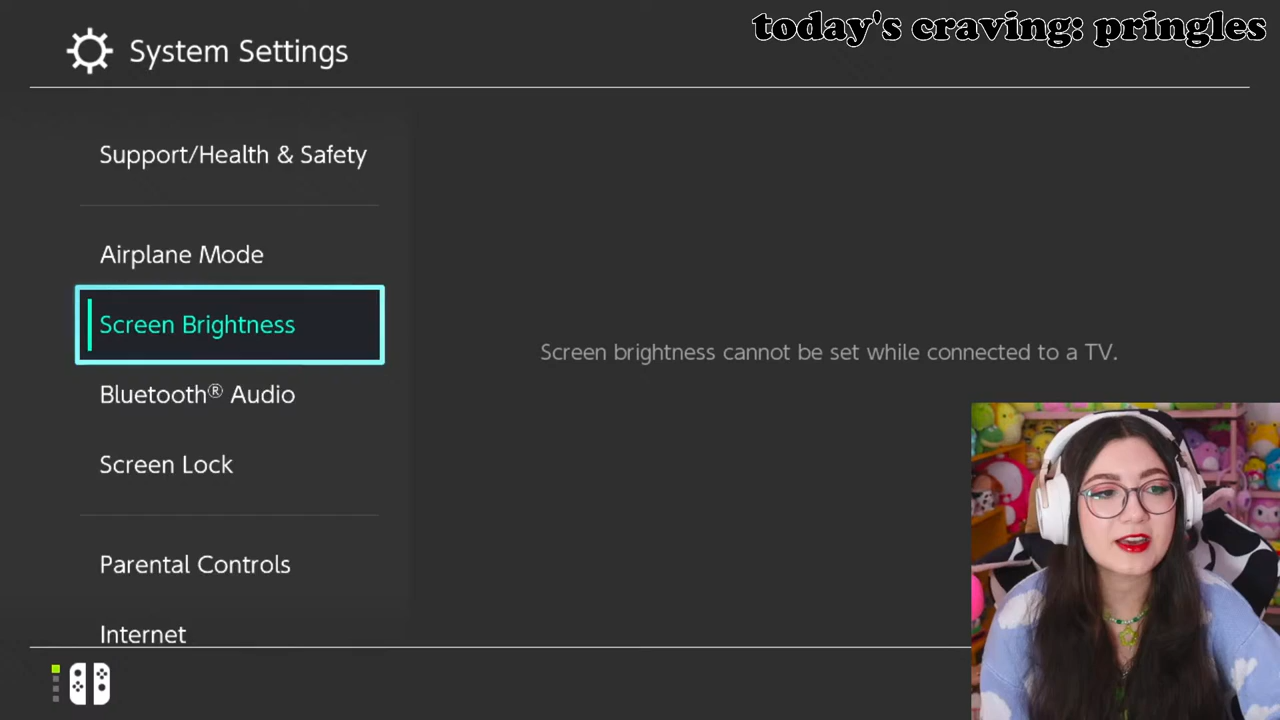 today's craving: pringles
System Settings
Support/Health & Safety
Airplane Mode
Screen Brightness
Screen brightness cannot be set while connected to a TV.
Bluetooth® Audio
Screen Lock
Parental Controls
Internet